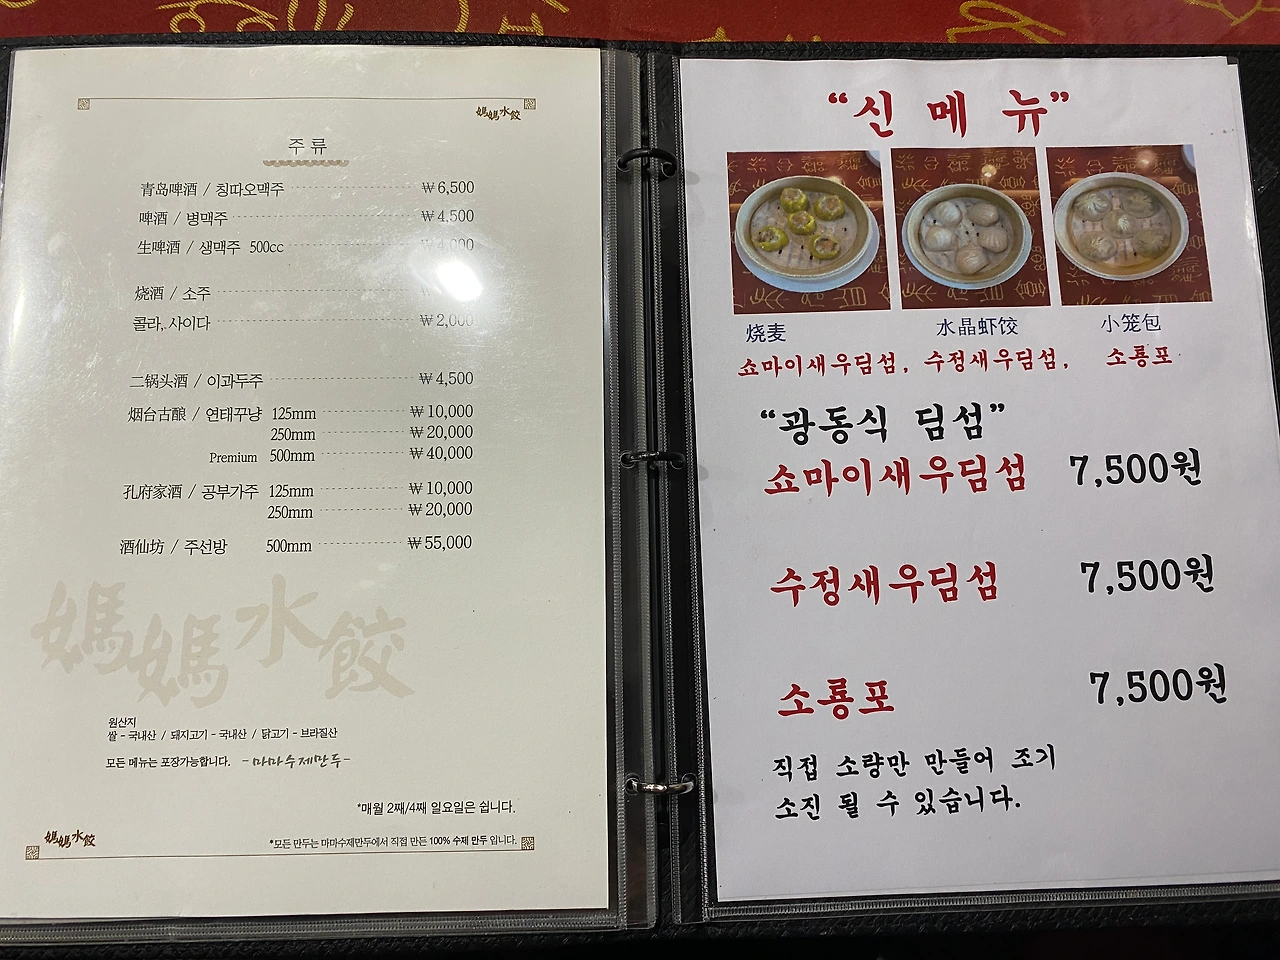 媽媽水餃
주류
青岛啤酒 / 칭따오맥주 ₩6,500
啤酒 / 병맥주 ₩4,500
生啤酒 / 생맥주 500cc ₩4,000
烧酒 / 소주
콜라, 사이다 ₩2,000
二锅头酒 / 이과두주 ₩4,500
烟台古酿 / 연태꾸냥 125mm ₩10,000
250mm ₩20,000
Premium 500mm ₩40,000
孔府家酒 / 공부가주 125mm ₩10,000
250mm ₩20,000
酒仙坊 / 주선방 500mm ₩55,000
媽媽水餃
원산지
쌀 - 국내산 / 돼지고기 - 국내산 / 닭고기 - 브라질산
모든 메뉴는 포장가능합니다. - 마마수제만두 -
*매월 2째/4째 일요일은 쉽니다.
媽媽水餃
*모든 만두는 마마수제만두에서 직접 만든 100% 수제 만두 입니다.
“신 메 뉴”
烧麦 水晶虾饺 小笼包
쇼마이새우딤섬, 수정새우딤섬, 소룡포
“광동식 딤섬”
쇼마이새우딤섬 7,500원
수정새우딤섬 7,500원
소룡포 7,500원
직접 소량만 만들어 조기
소진 될 수 있습니다.